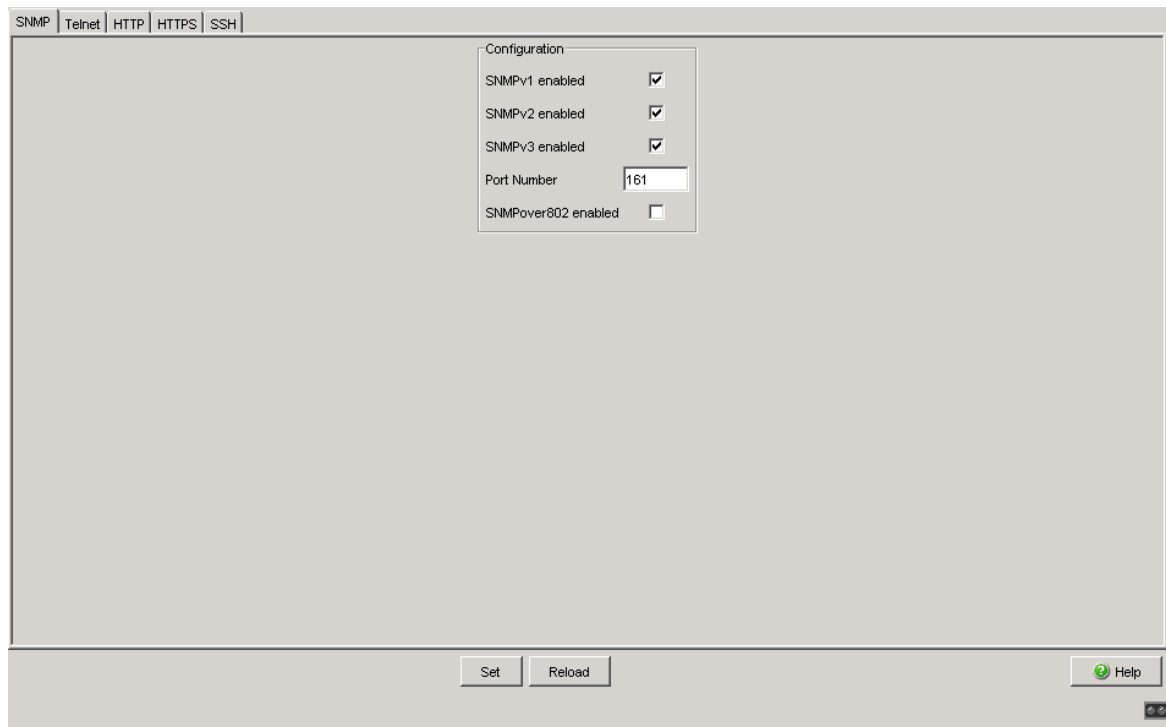 SNMP Telnet HTTP HTTPS SSH
Configuration
SNMPv1 enabled
SNMPv2 enabled
SNMPv3 enabled
Port Number 161
SNMPover802 enabled
Set Reload Help